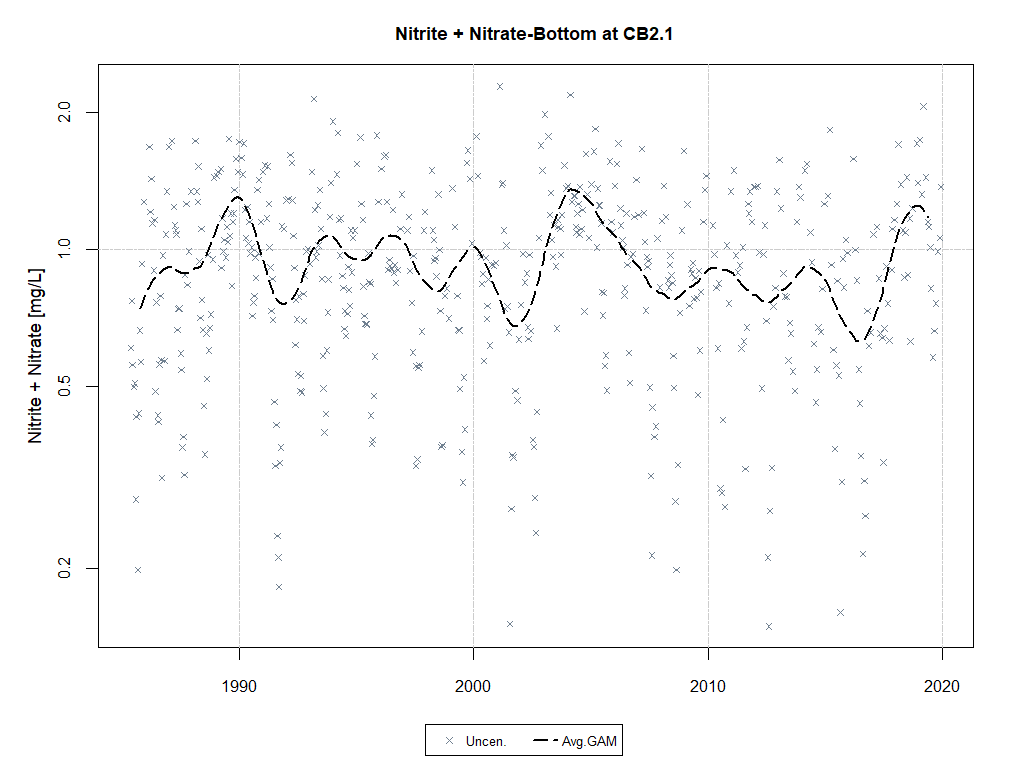 Nitrite + Nitrate-Bottom at CB2.1
Nitrite + Nitrate [mg/L]
2.0
1.0
0.5
0.2
1990 2000 2010 2020
Uncen. Avg.GAM